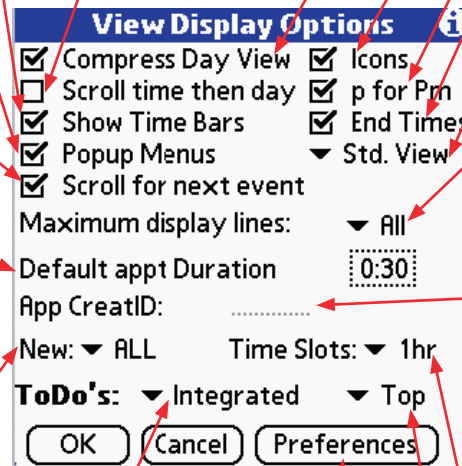 View Display Options i
Compress Day View Icons
Scroll time then day p for Pm
Show Time Bars End Times
Popup Menus Std. View
Scroll for next event
Maximum display lines: All
Default appt Duration 0:30
App CreatID:
New: ALL Time Slots: 1hr
ToDo's: Integrated Top
OK Cancel Preferences